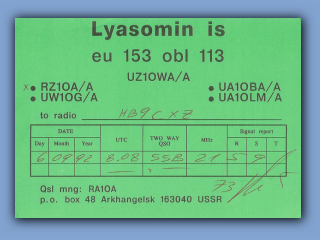 Lyasomin is
eu 153 obl 113
UZ1OWA/A
x ● RZ1OA/A ● UA1OBA/A
● UW1OG/A ● UA1OLM/A
to radio HB9CXZ
DATE UTC TWO WAY QSO MHz Signal report
Day Month Year R S T
6 09 92 8.08 SSB 21 5 9
73
Qsl mng: RA1OA
p.o. box 48 Arkhangelsk 163040 USSR